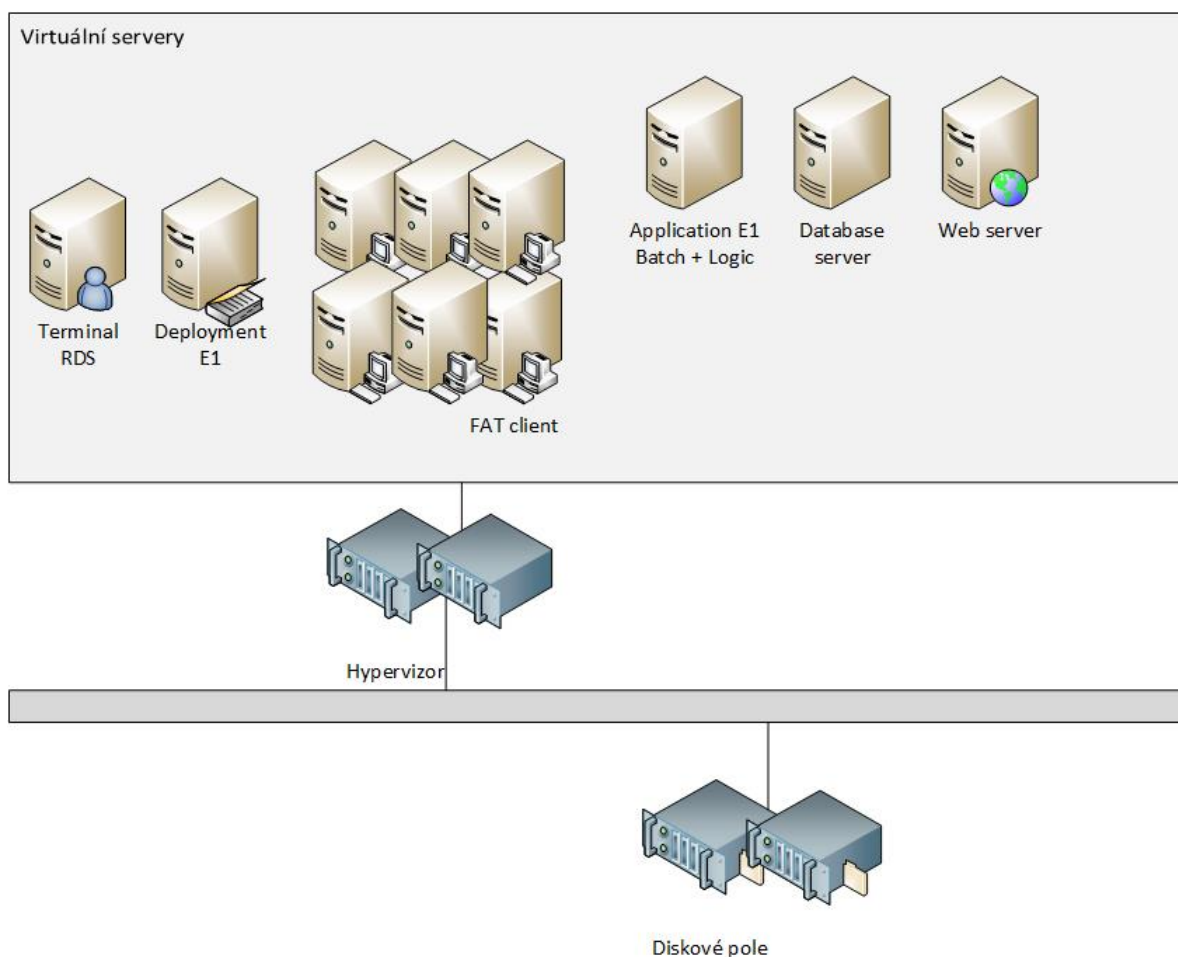 Virtuální servery
Terminal
RDS
Deployment
E1
FAT client
Application E1
Batch + Logic
Database
server
Web server
Hypervizor
Diskové pole